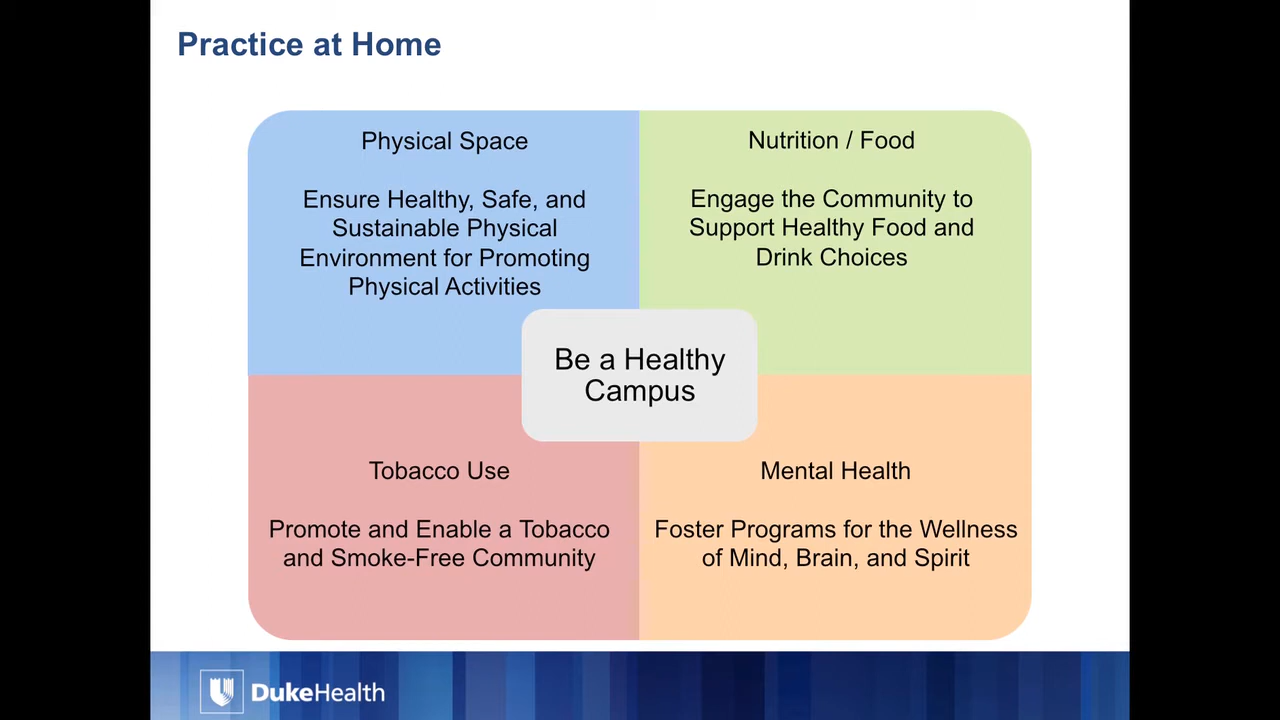 Practice at Home
Physical Space
Ensure Healthy, Safe, and
Sustainable Physical
Environment for Promoting
Physical Activities
Nutrition / Food
Engage the Community to
Support Healthy Food and
Drink Choices
Be a Healthy
Campus
Tobacco Use
Promote and Enable a Tobacco
and Smoke-Free Community
Mental Health
Foster Programs for the Wellness
of Mind, Brain, and Spirit
DukeHealth